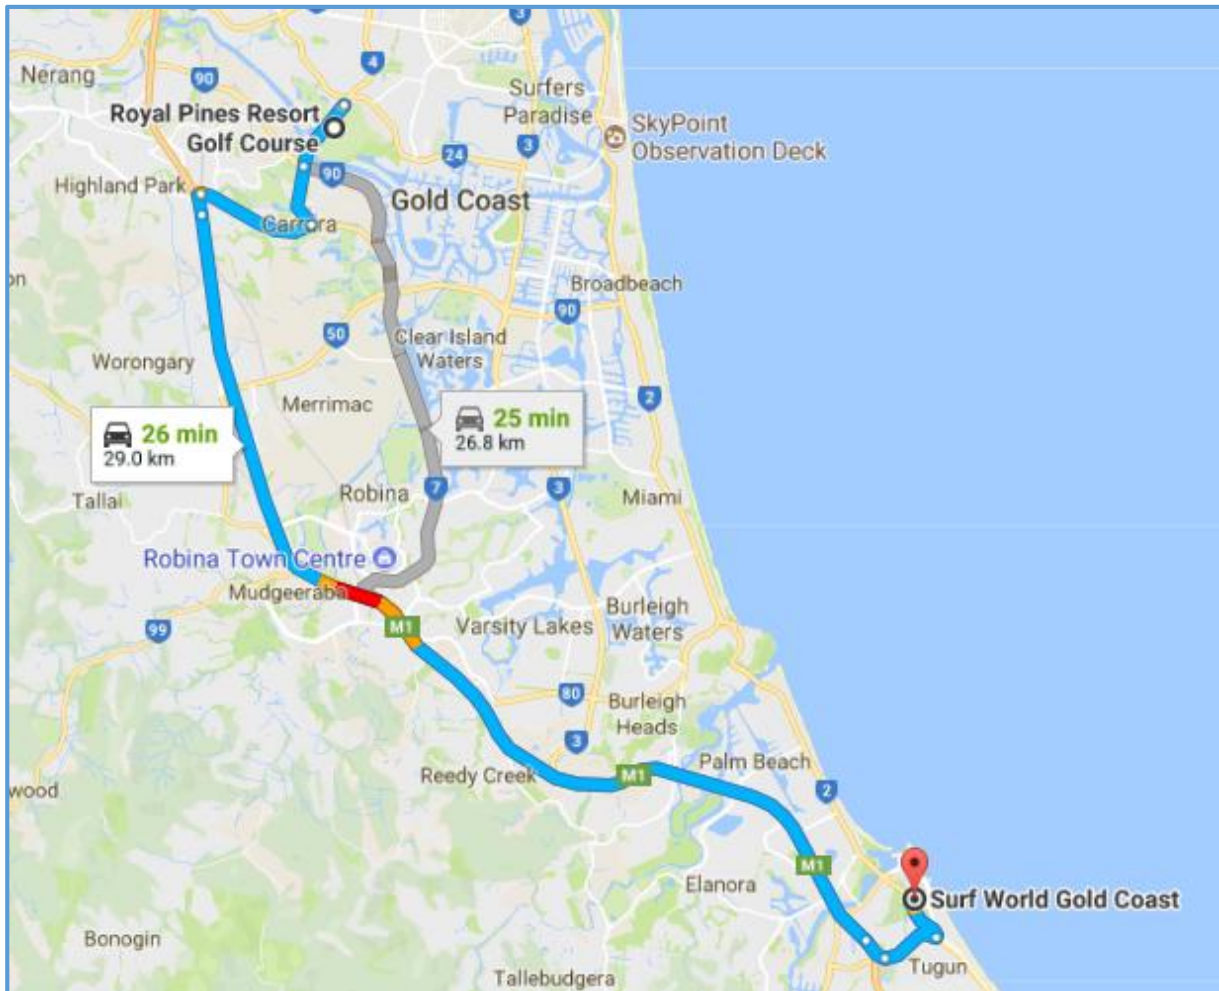 3
Nerang
90
4
Surfers
Paradise
Royal Pines Resort
Golf Course
3
SkyPoint
Observation Deck
24
90
Highland Park
Gold Coast
Carrora
on
Broadbeach
90
50
Clear Island
Waters
Worongary
2
Merrimac
26 min
29.0 km
25 min
26.8 km
Robina
7
3
Miami
Tallai
Robina Town Centre
Mudgeeraba
M1
99
Varsity Lakes
Burleigh
Waters
80
Burleigh
Heads
3
Reedy Creek
M1
Palm Beach
wood
2
M1
Elanora
Surf World Gold Coast
Bonogin
Tugun
Tallebudgera